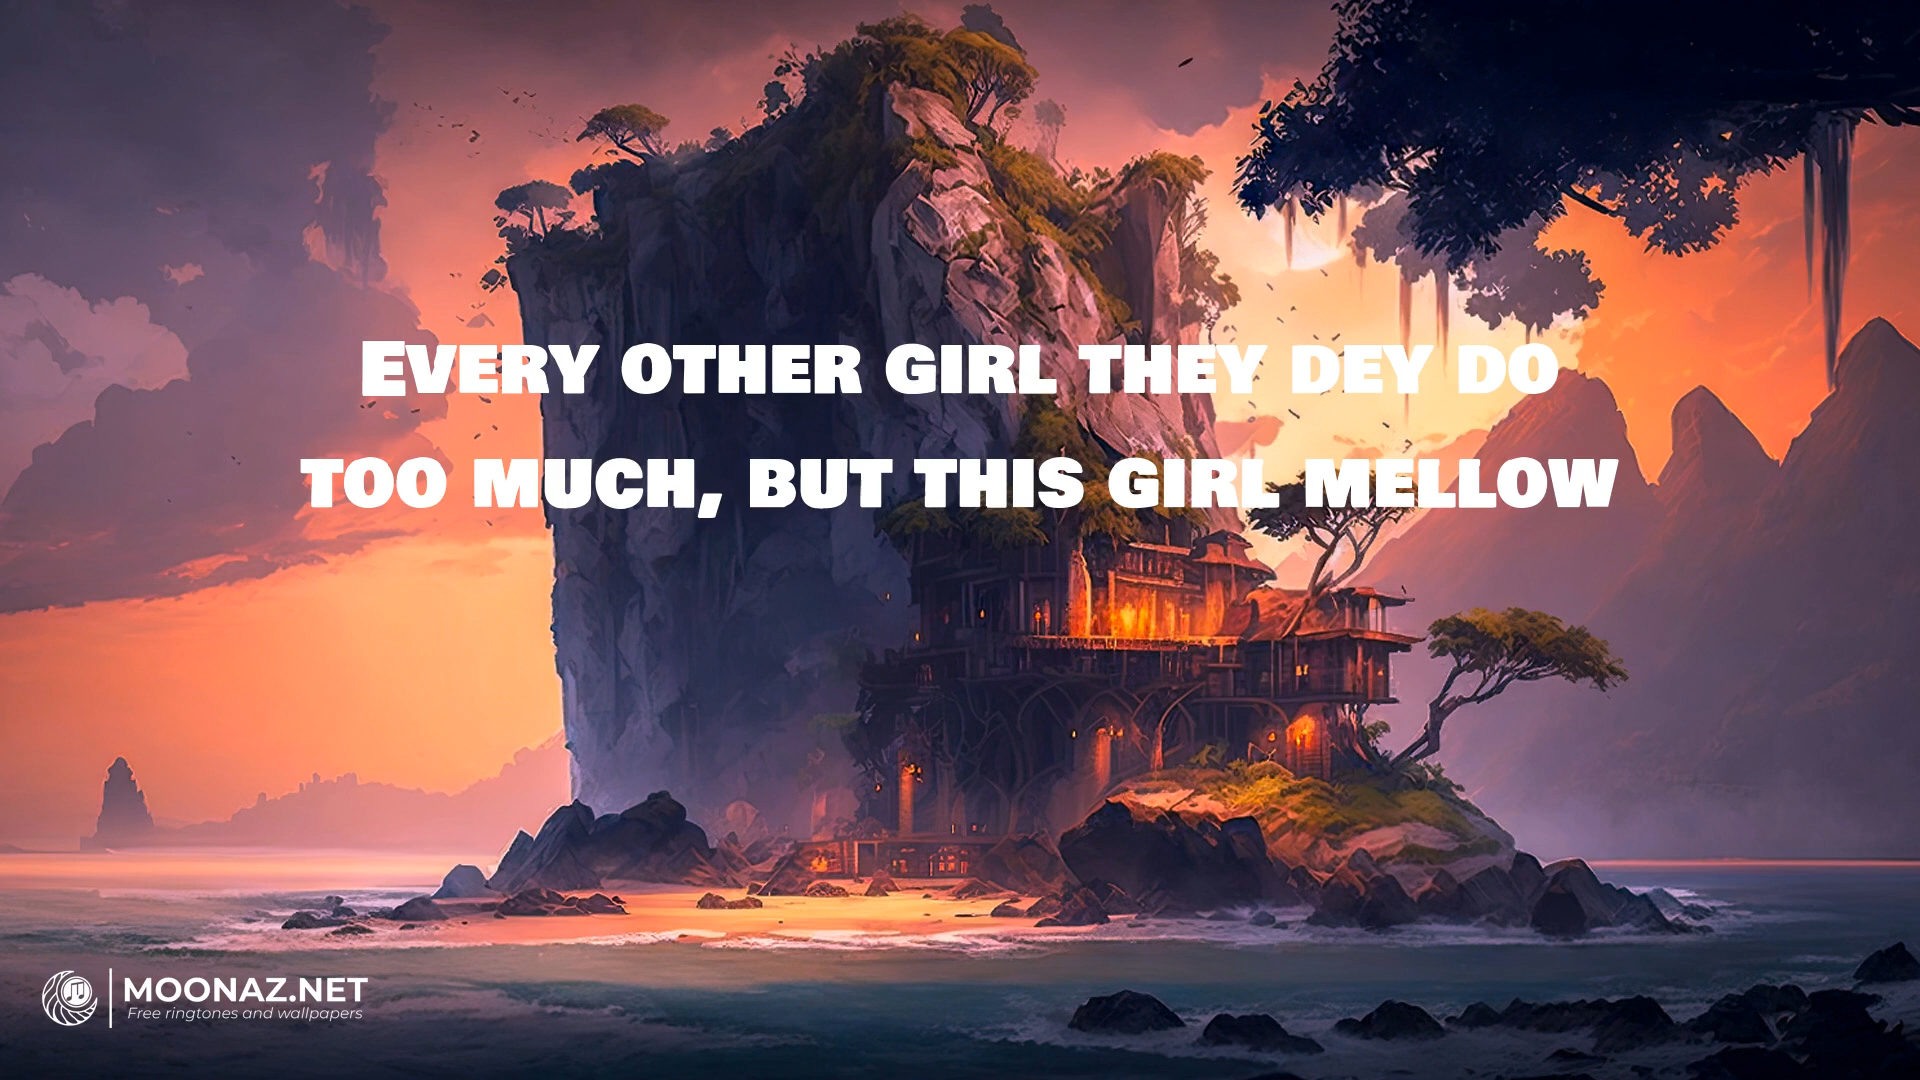 Every other girl they dey do
too much, but this girl mellow
MOONAZ.NET
Free ringtones and wallpapers